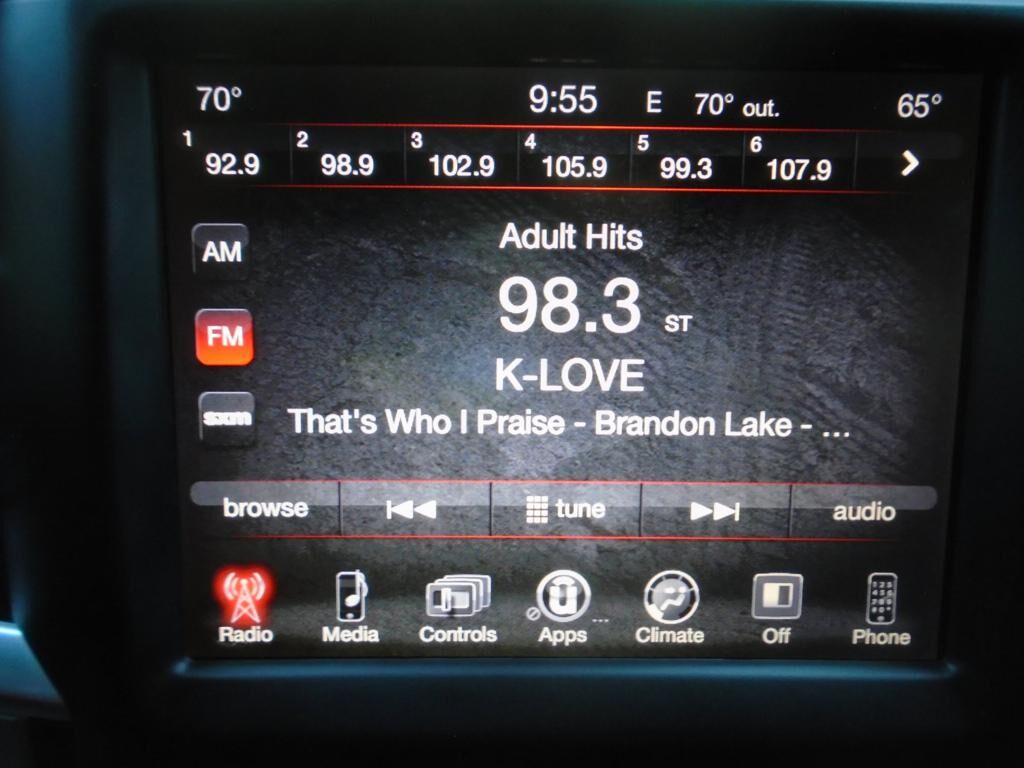 70° 9:55 E 70° out. 65°
1 92.9 2 98.9 3 102.9 4 105.9 5 99.3 6 107.9
Adult Hits
AM
98.3 ST
FM
K-LOVE
sxm
That's Who I Praise - Brandon Lake - ...
browse tune audio
Radio Media Controls Apps ... Climate Off Phone